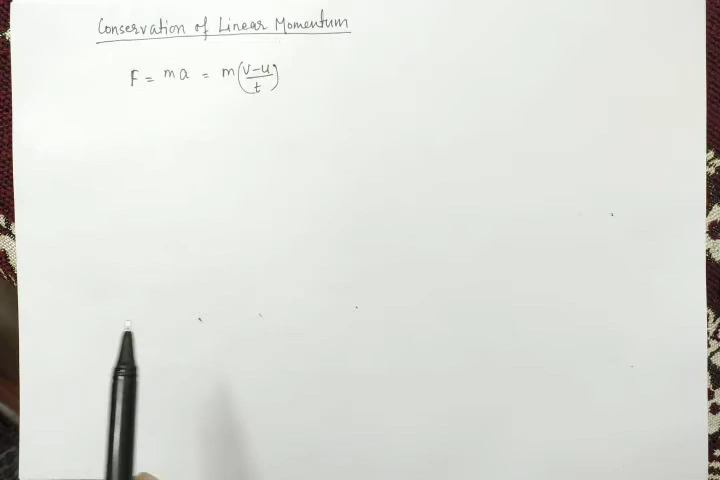 Conservation of Linear Momentum
F = ma = m(v-u/t)